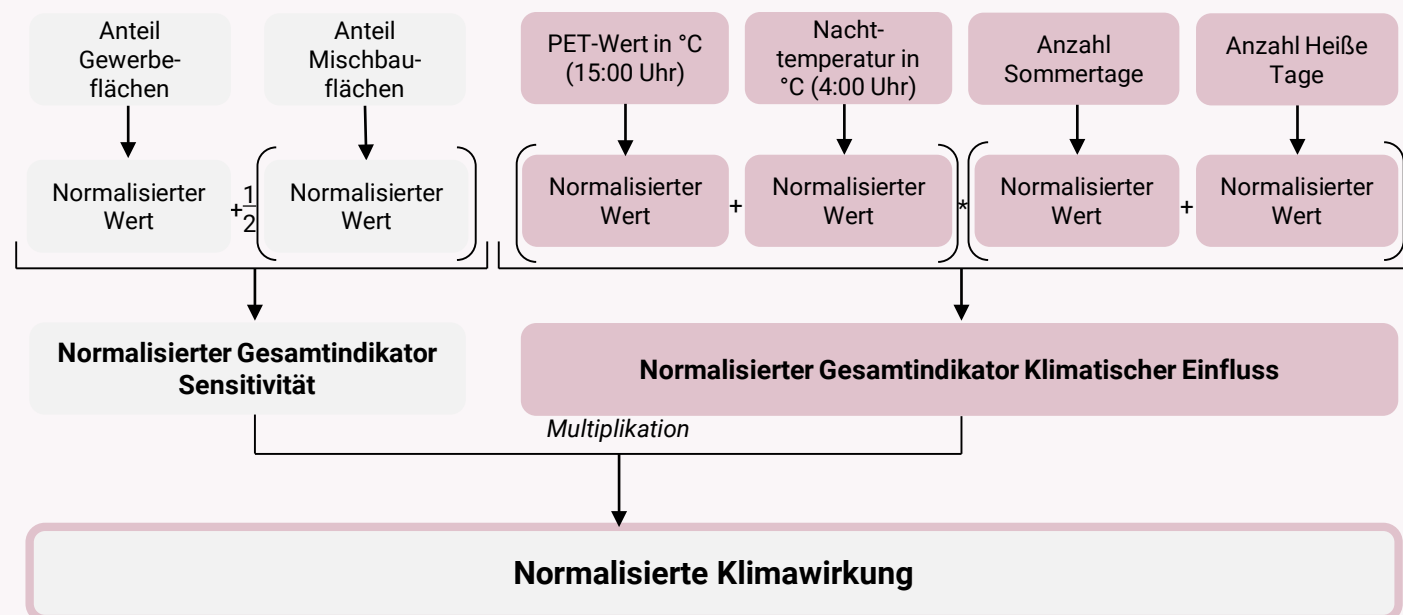 Anteil
Gewerbe-
flächen
Anteil
Mischbau-
flächen
PET-Wert in °C
(15:00 Uhr)
Nacht-
temperatur in
°C (4:00 Uhr)
Anzahl
Sommertage
Anzahl Heiße
Tage
Normalisierter
Wert
+ 1
2
Normalisierter
Wert
Normalisierter
Wert
+
Normalisierter
Wert
*
Normalisierter
Wert
+
Normalisierter
Wert
Normalisierter Gesamtindikator
Sensitivität
Normalisierter Gesamtindikator Klimatischer Einfluss
Multiplikation
Normalisierte Klimawirkung